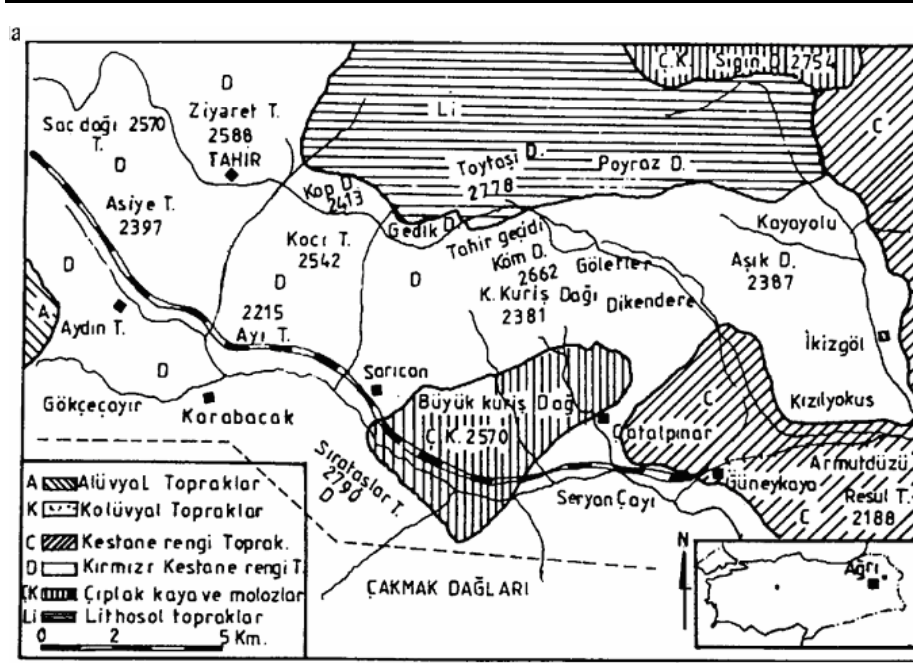 a
Ç.K. Sıgın D 2754
D
Ziyaret T.
2588
TAHİR
Sac dağı 2570
T.
D
Li
C
Toytaşı D.
2778
Poyraz D.
Asiye T.
2397
Kop D.
2413
Gedik D.
Kayayolu
Kocı T.
2542
Tahir geçidi
Köm D.
2662
Göletler
Aşık D.
2387
D
D
D
K. Kuriş Dağı
2381
Dikendere
2215
Ayı T.
A
Aydın T.
İkizgöl
D
Sarıcan
Gökçeçayır
Karabacak
Büyük kuriş Dağ
Ç K. 2570
C
Kızılyokus
Çatalpınar
Armutdüzü
Sırataşlar T.
2790
D
Güneykaya
Seryan Çayı
Resul T.
2188
C
ÇAKMAK DAĞLARI
N
Ağrı
A Alüvyal Topraklar
K Kolüvyal Topraklar
C Kestane rengi Toprak.
D Kırmızı Kestane rengi T.
ÇK Çıplak kaya ve molozlar
Li Lithosol topraklar
0 2 5 Km.